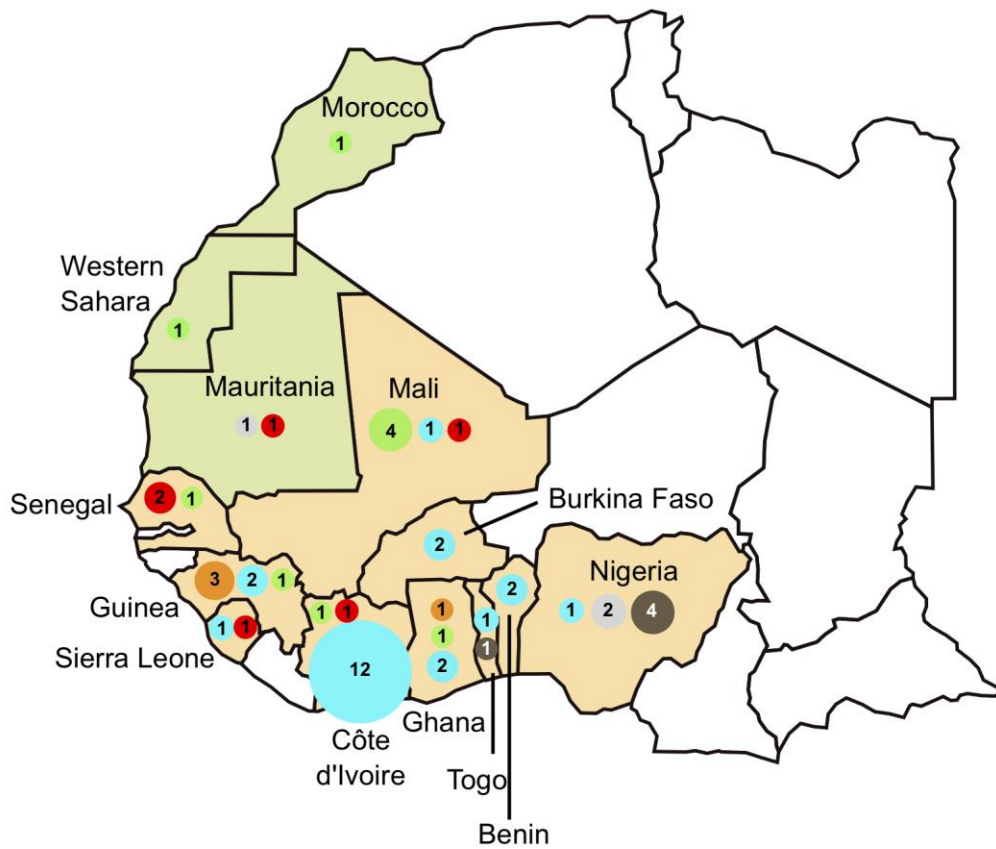 Morocco
1
Western
Sahara
1
Mauritania
1 1
Mali
4 1 1
Senegal
2 1
Burkina Faso
2
Nigeria
1 2 4
Guinea
3 2 1
Sierra Leone
1 1
1 1
12
Côte
d'Ivoire
1
1
2
Ghana
1
1
Togo
2
Benin